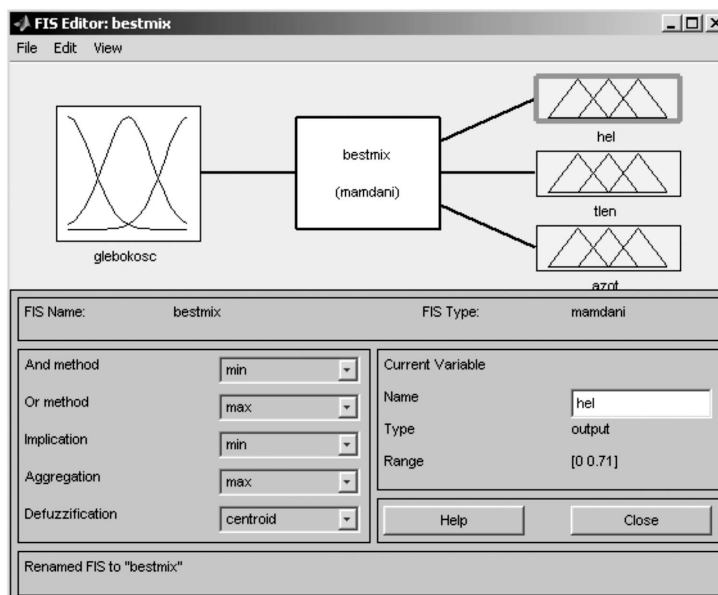 FIS Editor: bestmix
File Edit View
bestmix
(mamdani)
glebokosc
hel
tlen
azot
FIS Name: bestmix FIS Type: mamdani
And method min
Or method max
Implication min
Aggregation max
Defuzzification centroid
Current Variable
Name hel
Type output
Range [0 0.71]
Help Close
Renamed FIS to "bestmix"